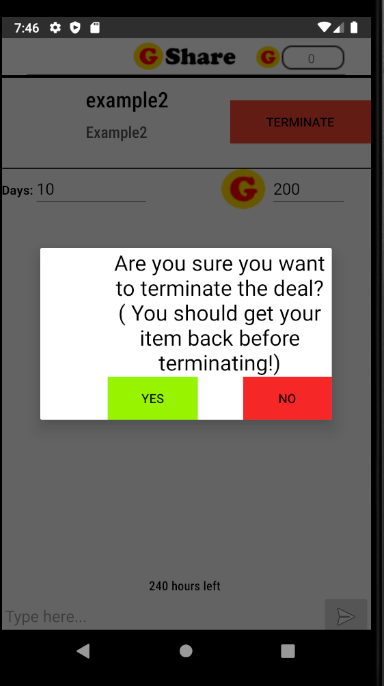 7:46
G Share G 0
example2
Example2
TERMINATE
Days: 10 G 200
Are you sure you want
to terminate the deal?
( You should get your
item back before
terminating!)
YES NO
240 hours left
Type here...